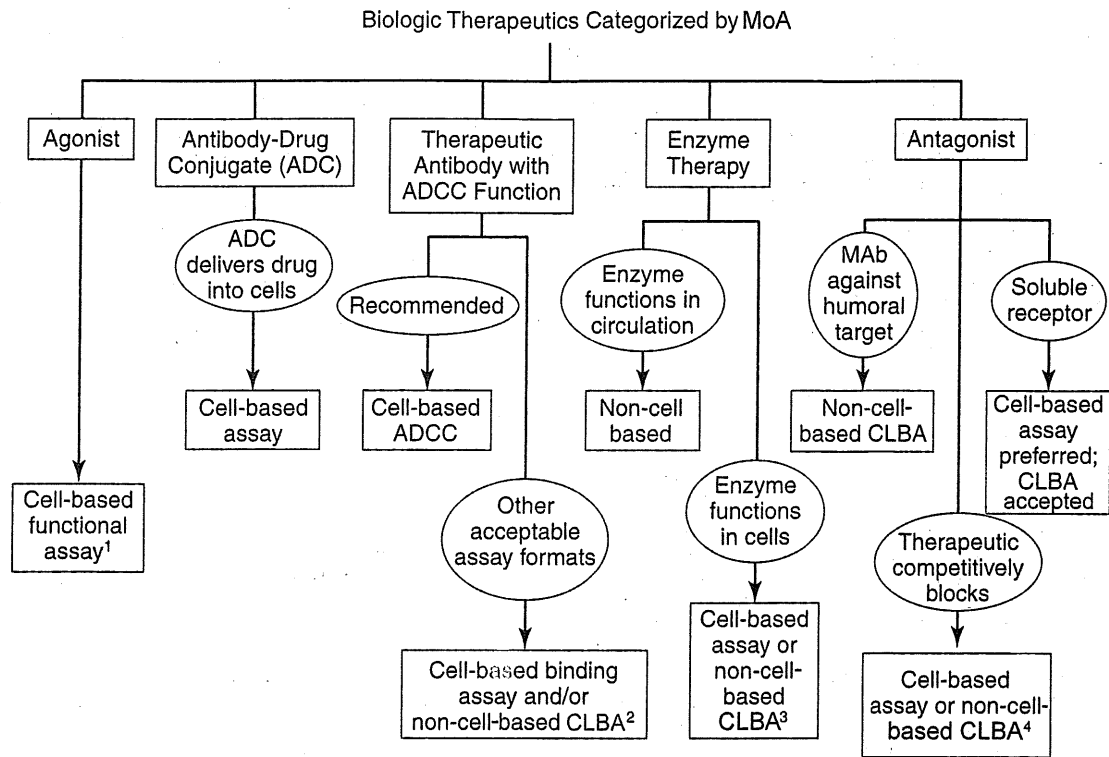 Biologic Therapeutics Categorized by MoA
Agonist
Antibody-Drug
Conjugate (ADC)
Therapeutic
Antibody with
ADCC Function
Enzyme
Therapy
Antagonist
ADC
delivers drug
into cells
Recommended
Enzyme
functions in
circulation
MAb
against
humoral
target
Soluble
receptor
Cell-based
assay
Cell-based
ADCC
Non-cell
based
Non-cell-
based CLBA
Cell-based
assay
preferred;
CLBA
accepted
Cell-based
functional
assay¹
Other
acceptable
assay formats
Enzyme
functions
in cells
Therapeutic
competitively
blocks
Cell-based binding
assay and/or
non-cell-based CLBA²
Cell-based
assay or
non-cell-
based
CLBA³
Cell-based
assay or non-cell-
based CLBA⁴